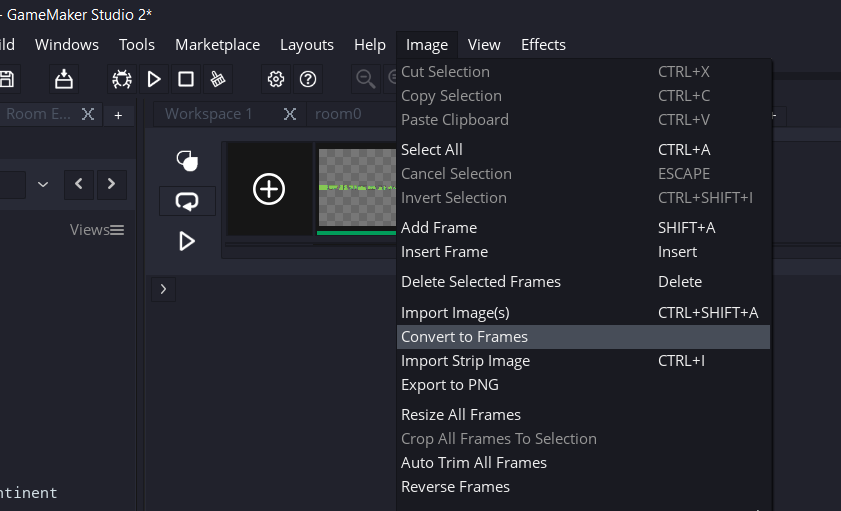 - GameMaker Studio 2*
ild Windows Tools Marketplace Layouts Help Image View Effects
Room E... X +
Workspace 1 X room0
Views
Cut Selection CTRL+X
Copy Selection CTRL+C
Paste Clipboard CTRL+V
Select All CTRL+A
Cancel Selection ESCAPE
Invert Selection CTRL+SHIFT+I
Add Frame SHIFT+A
Insert Frame Insert
Delete Selected Frames Delete
Import Image(s) CTRL+SHIFT+A
Convert to Frames
Import Strip Image CTRL+I
Export to PNG
Resize All Frames
Crop All Frames To Selection
Auto Trim All Frames
Reverse Frames
ntinent